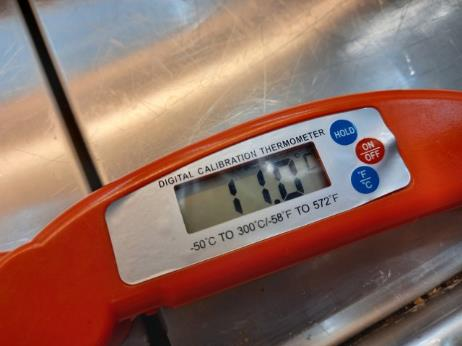 DIGITAL CALIBRATION THERMOMETER
HOLD
ON
OFF
11.0°C
°F
°C
-50°C TO 300°C/-58°F TO 572°F